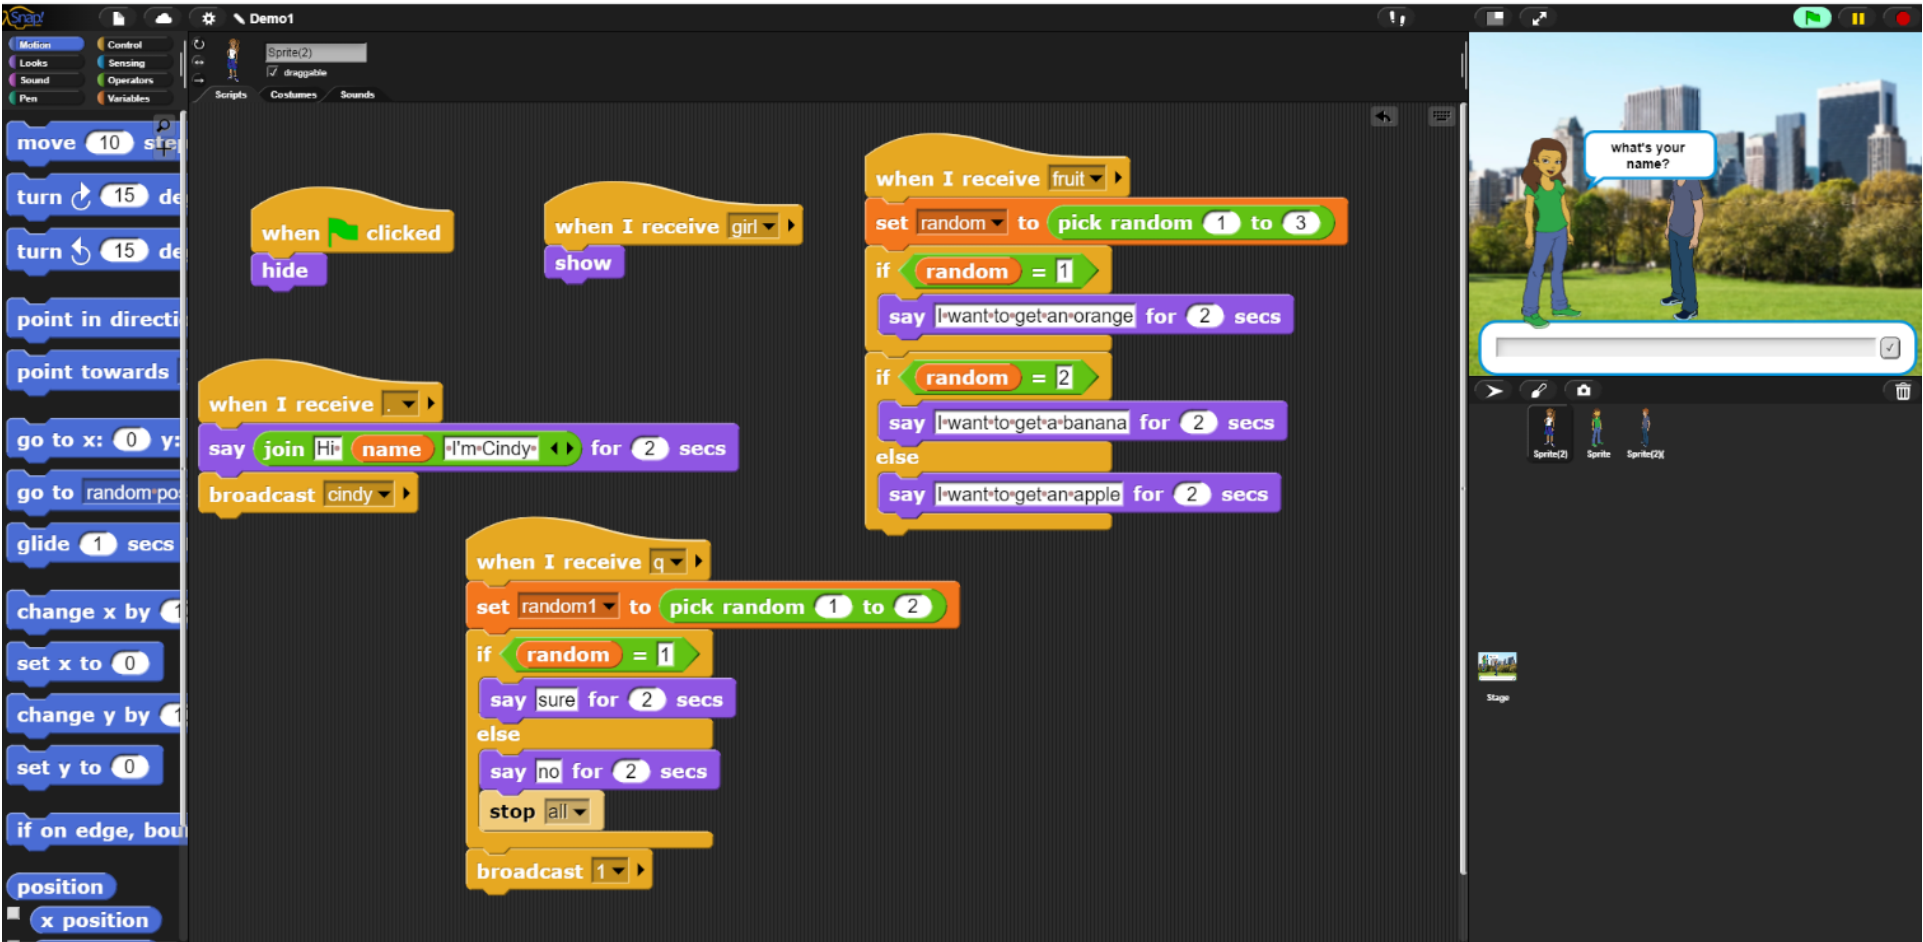 Snap!
Demo1
Motion
Control
Looks
Sensing
Sound
Operators
Pen
Variables
Sprite(2)
draggable
Scripts
Costumes
Sounds
move 10 step
turn 15 de
turn 15 de
point in directi
point towards
go to x: 0 y:
go to random po
glide 1 secs
change x by 1
set x to 0
change y by 1
set y to 0
if on edge, bou
position
x position
when clicked
hide
when I receive girl
show
when I receive .
say join Hi name I'm Cindy for 2 secs
broadcast cindy
when I receive q
set random1 to pick random 1 to 2
if random = 1
say sure for 2 secs
else
say no for 2 secs
stop all
broadcast 1
when I receive fruit
set random to pick random 1 to 3
if random = 1
say I want to get an orange for 2 secs
if random = 2
say I want to get a banana for 2 secs
else
say I want to get an apple for 2 secs
what's your
name?
Sprite(2)
Sprite
Sprite(2)(
Stage